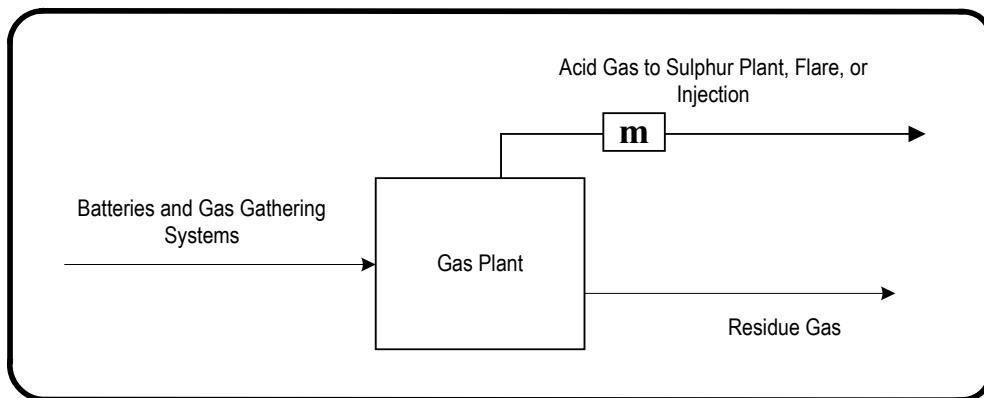 Acid Gas to Sulphur Plant, Flare, or
Injection
m
Batteries and Gas Gathering
Systems
Gas Plant
Residue Gas